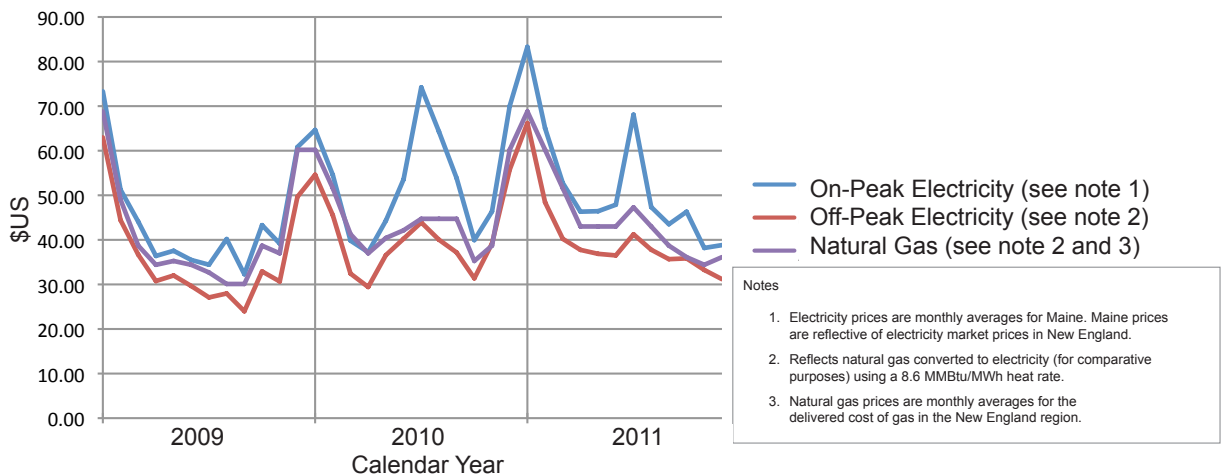 90.00
80.00
70.00
60.00
50.00
40.00
30.00
20.00
10.00
0.00
$US
2009
2010
2011
Calendar Year
On-Peak Electricity (see note 1)
Off-Peak Electricity (see note 2)
Natural Gas (see note 2 and 3)
Notes
1. Electricity prices are monthly averages for Maine. Maine prices
are reflective of electricity market prices in New England.
2. Reflects natural gas converted to electricity (for comparative
purposes) using a 8.6 MMBtu/MWh heat rate.
3. Natural gas prices are monthly averages for the
delivered cost of gas in the New England region.